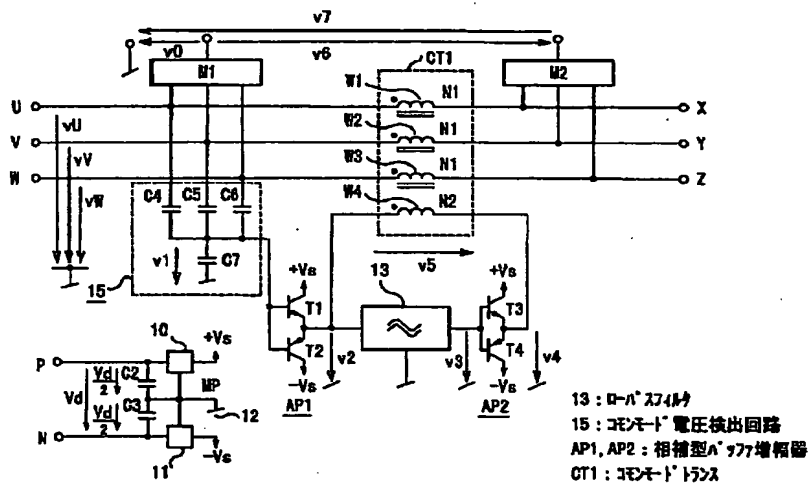 v7
v0
v6
CT1
M1
M2
W1
N1
U
X
W2
N1
V
Y
W3
N1
W
Z
vU
vV
vW
C4
C5
C6
W4
N2
v1
C7
v5
15
+Vs
13
+Vs
T1
T3
T2
T4
v2
v3
v4
-Vs
-Vs
AP1
AP2
10
+Vs
P
Vd/2
C2
MP
Vd
Vd/2
C3
12
N
-Vs
11
13:ローパスフィルタ
15:コモンモード電圧検出回路
AP1,AP2:相補型バッファ増幅器
CT1:コモンモードトランス